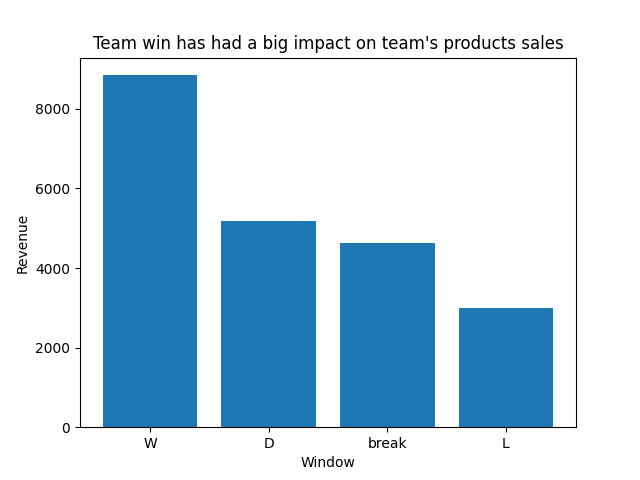 Team win has had a big impact on team's products sales
8000
6000
4000
2000
0
Revenue
W D break L
Window